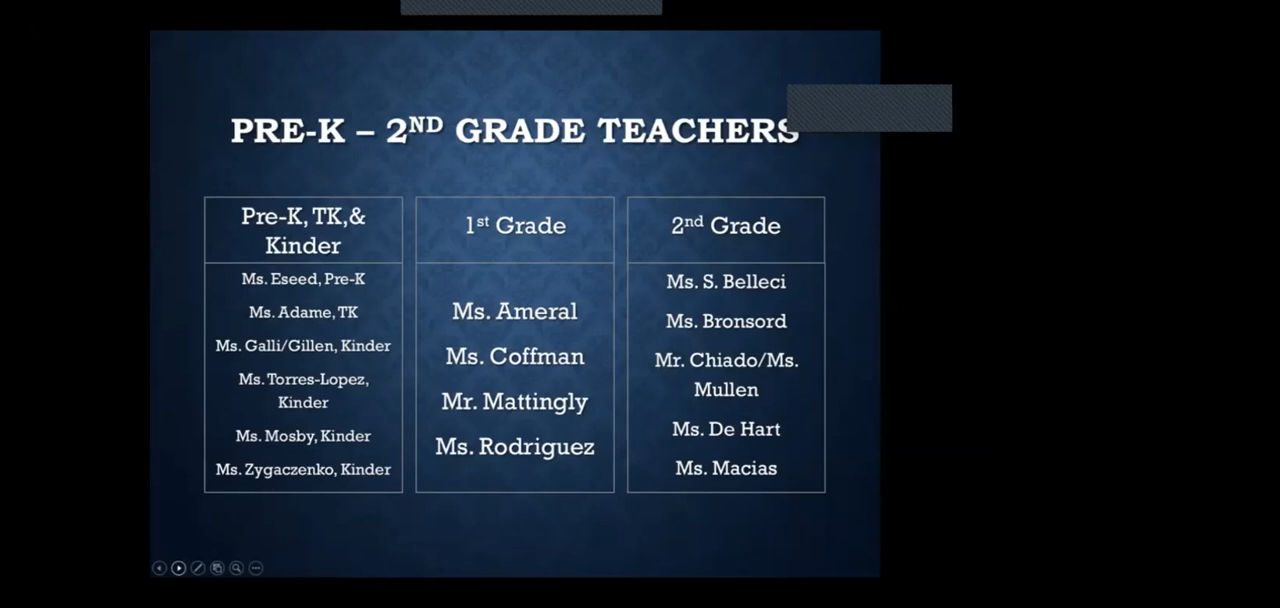 PRE-K – 2ND GRADE TEACHERS
Pre-K, TK,&
Kinder
Ms. Eseed, Pre-K
Ms. Adame, TK
Ms. Galli/Gillen, Kinder
Ms. Torres-Lopez,
Kinder
Ms. Mosby, Kinder
Ms. Zygaczenko, Kinder
1st Grade
Ms. Ameral
Ms. Coffman
Mr. Mattingly
Ms. Rodriguez
2nd Grade
Ms. S. Belleci
Ms. Bronsord
Mr. Chiado/Ms.
Mullen
Ms. De Hart
Ms. Macias